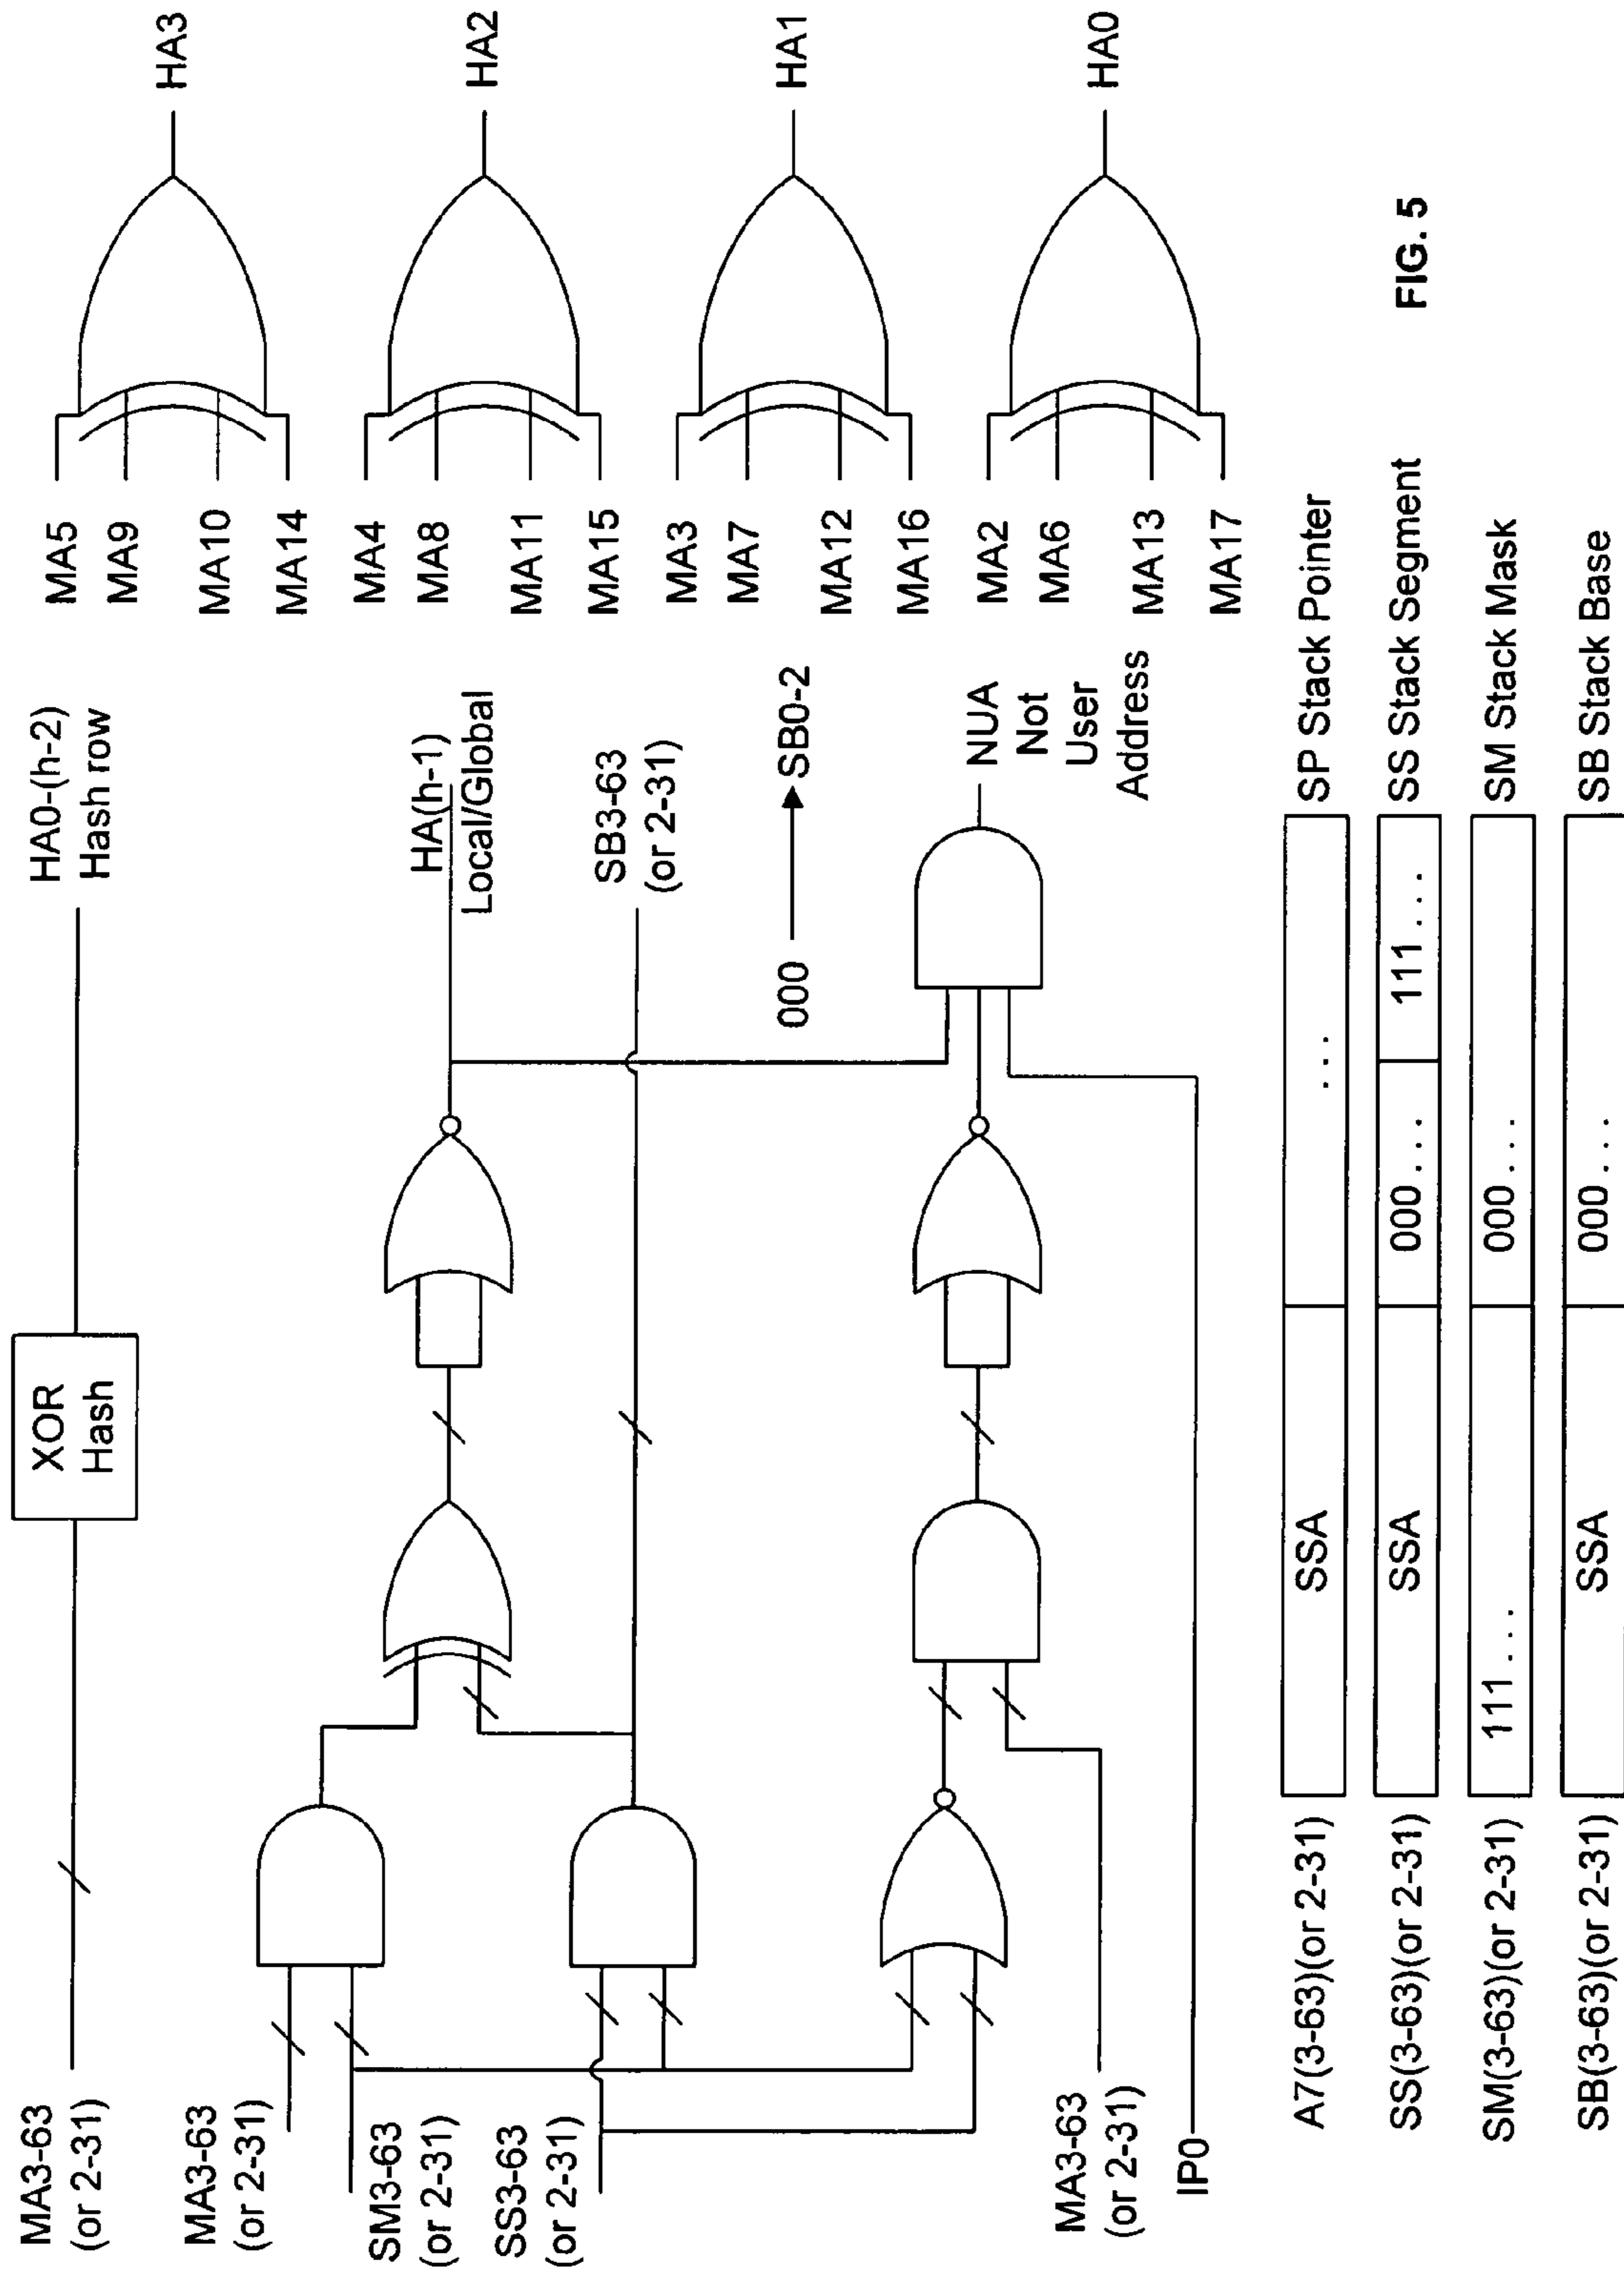 MA3-63
(or 2-31)
XOR
Hash
HA0-(h-2)
Hash row
MA3-63
(or 2-31)
SM3-63
(or 2-31)
SS3-63
(or 2-31)
HA(h-1)
Local/Global
SB3-63
(or 2-31)
000
SB0-2
MA3-63
(or 2-31)
IP0
NUA
Not
User
Address
MA5
MA9
MA10
MA14
HA3
MA4
MA8
MA11
MA15
HA2
MA3
MA7
MA12
MA16
HA1
MA2
MA6
MA13
MA17
HA0
A7(3-63)(or 2-31) SSA ... SP Stack Pointer
SS(3-63)(or 2-31) SSA 000... 111... SS Stack Segment
SM(3-63)(or 2-31) 111... 000... SM Stack Mask
SB(3-63)(or 2-31) SSA 000... SB Stack Base
FIG. 5